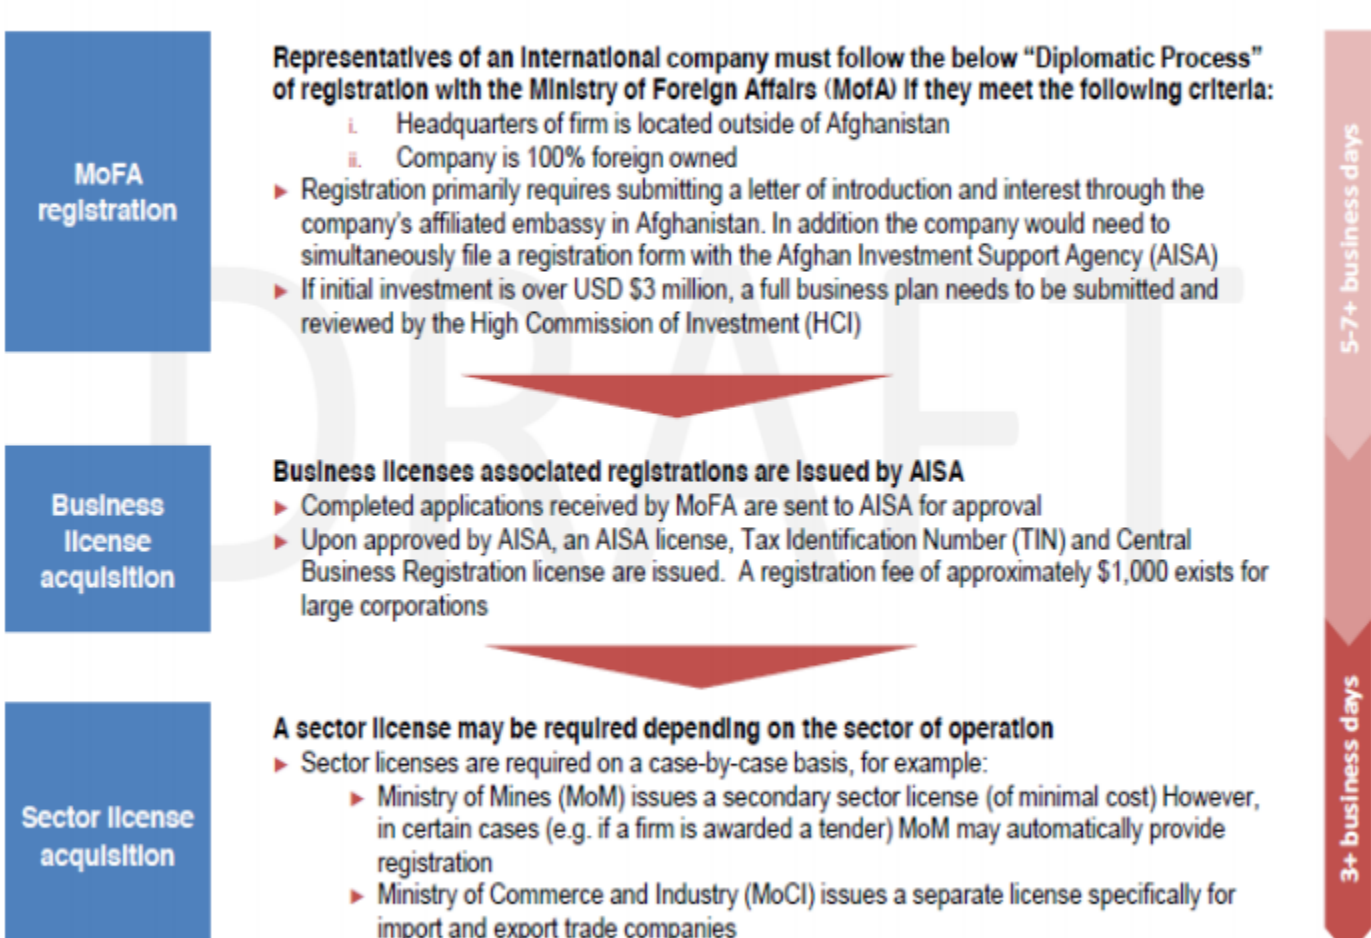 MoFA
registration
Representatives of an International company must follow the below “Diplomatic Process”
of registration with the Ministry of Foreign Affairs (MofA) if they meet the following criteria:
i. Headquarters of firm is located outside of Afghanistan
ii. Company is 100% foreign owned
► Registration primarily requires submitting a letter of introduction and interest through the
company's affiliated embassy in Afghanistan. In addition the company would need to
simultaneously file a registration form with the Afghan Investment Support Agency (AISA)
► If initial investment is over USD $3 million, a full business plan needs to be submitted and
reviewed by the High Commission of Investment (HCI)
5-7+ business days
DRAFT
Business
license
acquisition
Business licenses associated registrations are issued by AISA
► Completed applications received by MoFA are sent to AISA for approval
► Upon approved by AISA, an AISA license, Tax Identification Number (TIN) and Central
Business Registration license are issued. A registration fee of approximately $1,000 exists for
large corporations
Sector license
acquisition
A sector license may be required depending on the sector of operation
► Sector licenses are required on a case-by-case basis, for example:
► Ministry of Mines (MoM) issues a secondary sector license (of minimal cost) However,
in certain cases (e.g. if a firm is awarded a tender) MoM may automatically provide
registration
► Ministry of Commerce and Industry (MoCI) issues a separate license specifically for
import and export trade companies
3+ business days